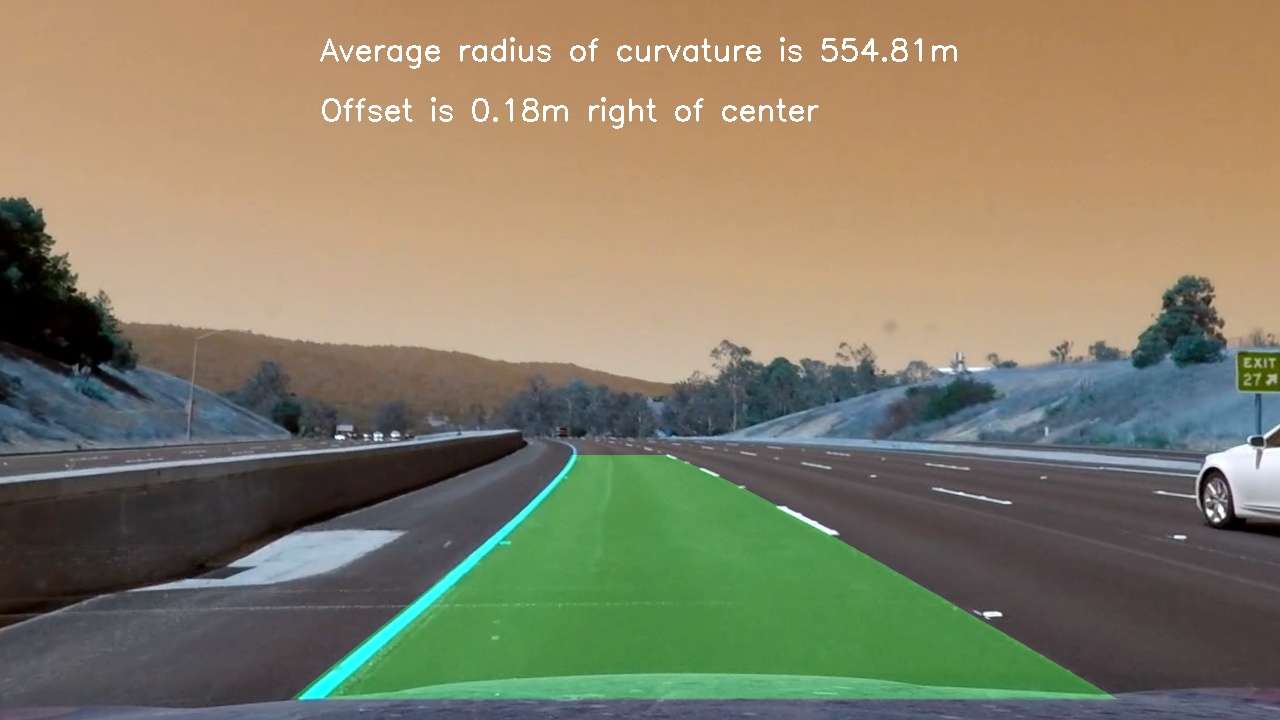 Average radius of curvature is 554.81m
Offset is 0.18m right of center
EXIT
27